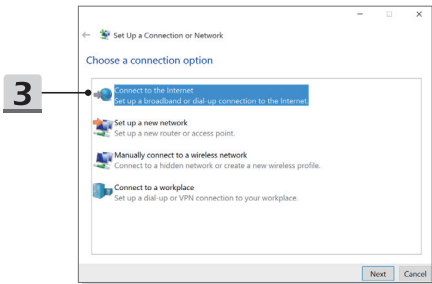 Set Up a Connection or Network
Choose a connection option
3
Connect to the Internet
Set up a broadband or dial-up connection to the Internet.
Set up a new network
Set up a new router or access point.
Manually connect to a wireless network
Connect to a hidden network or create a new wireless profile.
Connect to a workplace
Set up a dial-up or VPN connection to your workplace.
Next Cancel